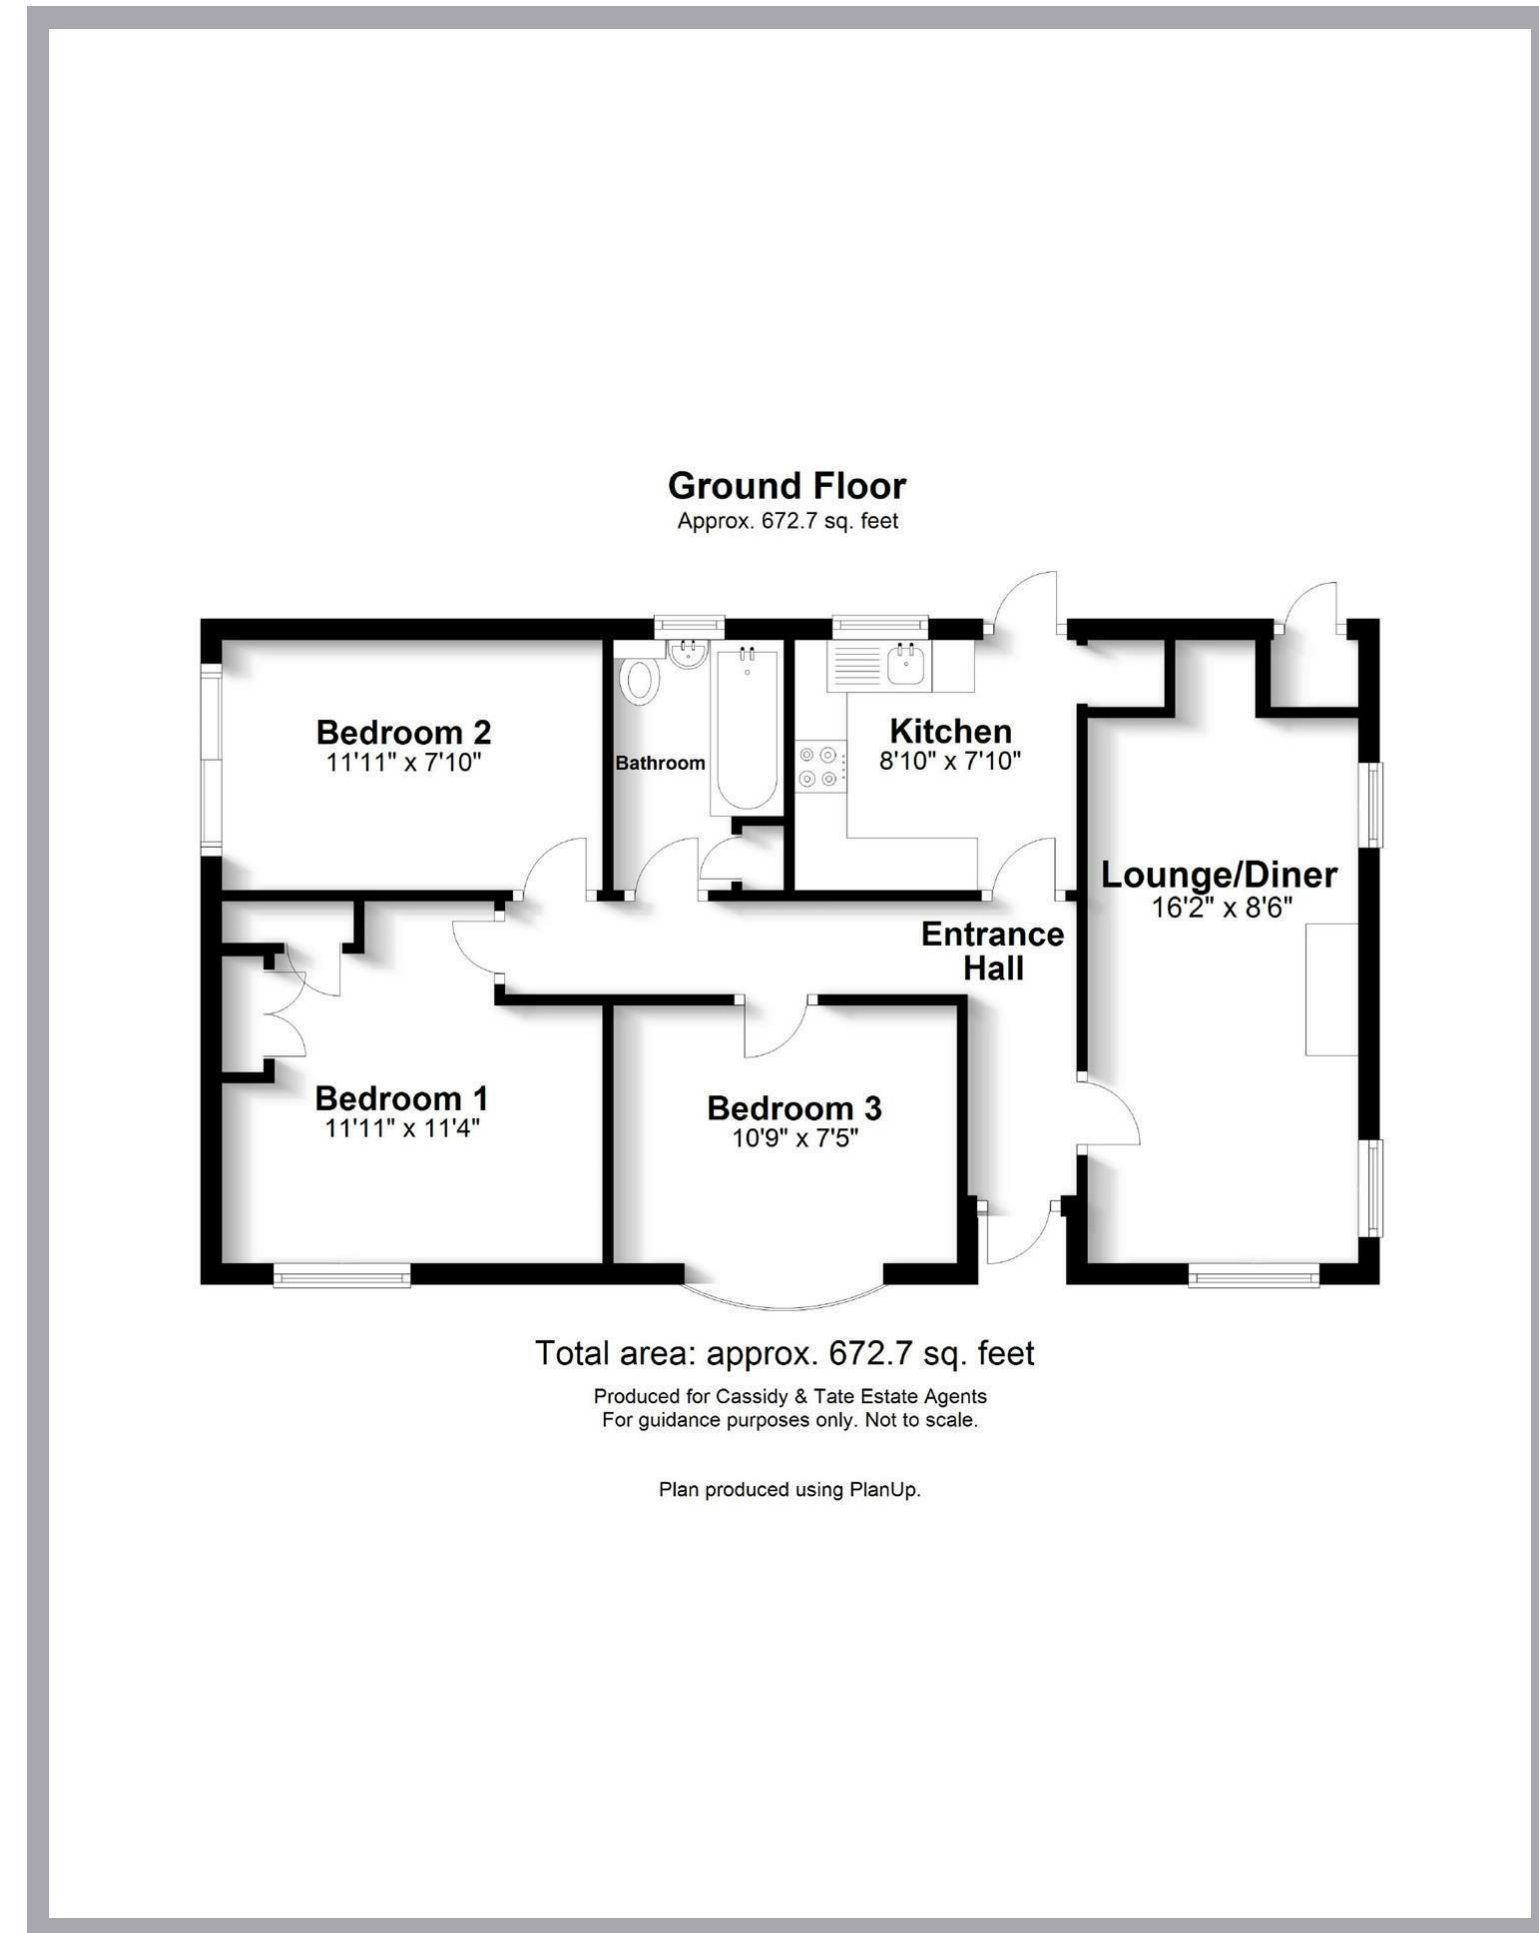 Ground Floor
Approx. 672.7 sq. feet
Bedroom 2
11'11" x 7'10"
Bathroom
Kitchen
8'10" x 7'10"
Lounge/Diner
16'2" x 8'6"
Entrance
Hall
Bedroom 1
11'11" x 11'4"
Bedroom 3
10'9" x 7'5"
Total area: approx. 672.7 sq. feet
Produced for Cassidy & Tate Estate Agents
For guidance purposes only. Not to scale.
Plan produced using PlanUp.